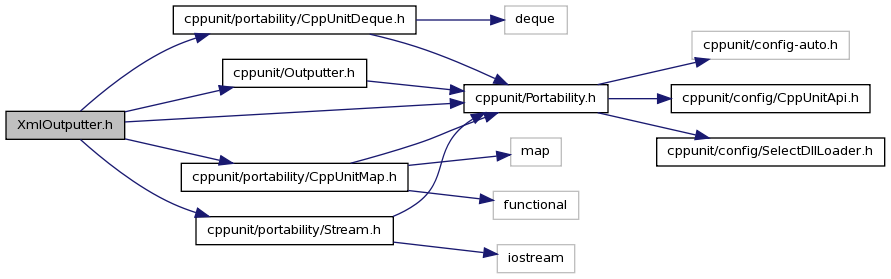 cppunit/portability/CppUnitDeque.h
deque
cppunit/config-auto.h
cppunit/Outputter.h
cppunit/Portability.h
cppunit/config/CppUnitApi.h
XmlOutputter.h
map
cppunit/config/SelectDllLoader.h
cppunit/portability/CppUnitMap.h
functional
cppunit/portability/Stream.h
iostream